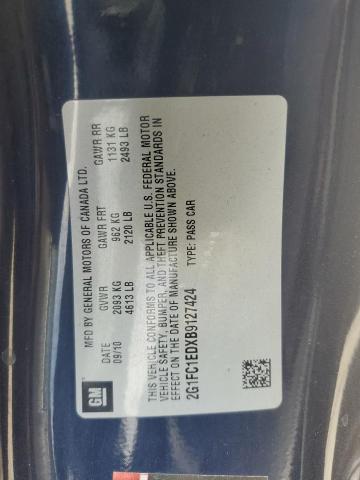 GM
MFD BY GENERAL MOTORS OF CANADA LTD.
DATE GVWR GAWR FRT GAWR RR
09/10 2093 KG 962 KG 1131 KG
4613 LB 2120 LB 2493 LB
THIS VEHICLE CONFORMS TO ALL APPLICABLE U.S. FEDERAL MOTOR
VEHICLE SAFETY, BUMPER, AND THEFT PREVENTION STANDARDS IN
EFFECT ON THE DATE OF MANUFACTURE SHOWN ABOVE.
2G1FC1EDXB9127424 TYPE: PASS CAR